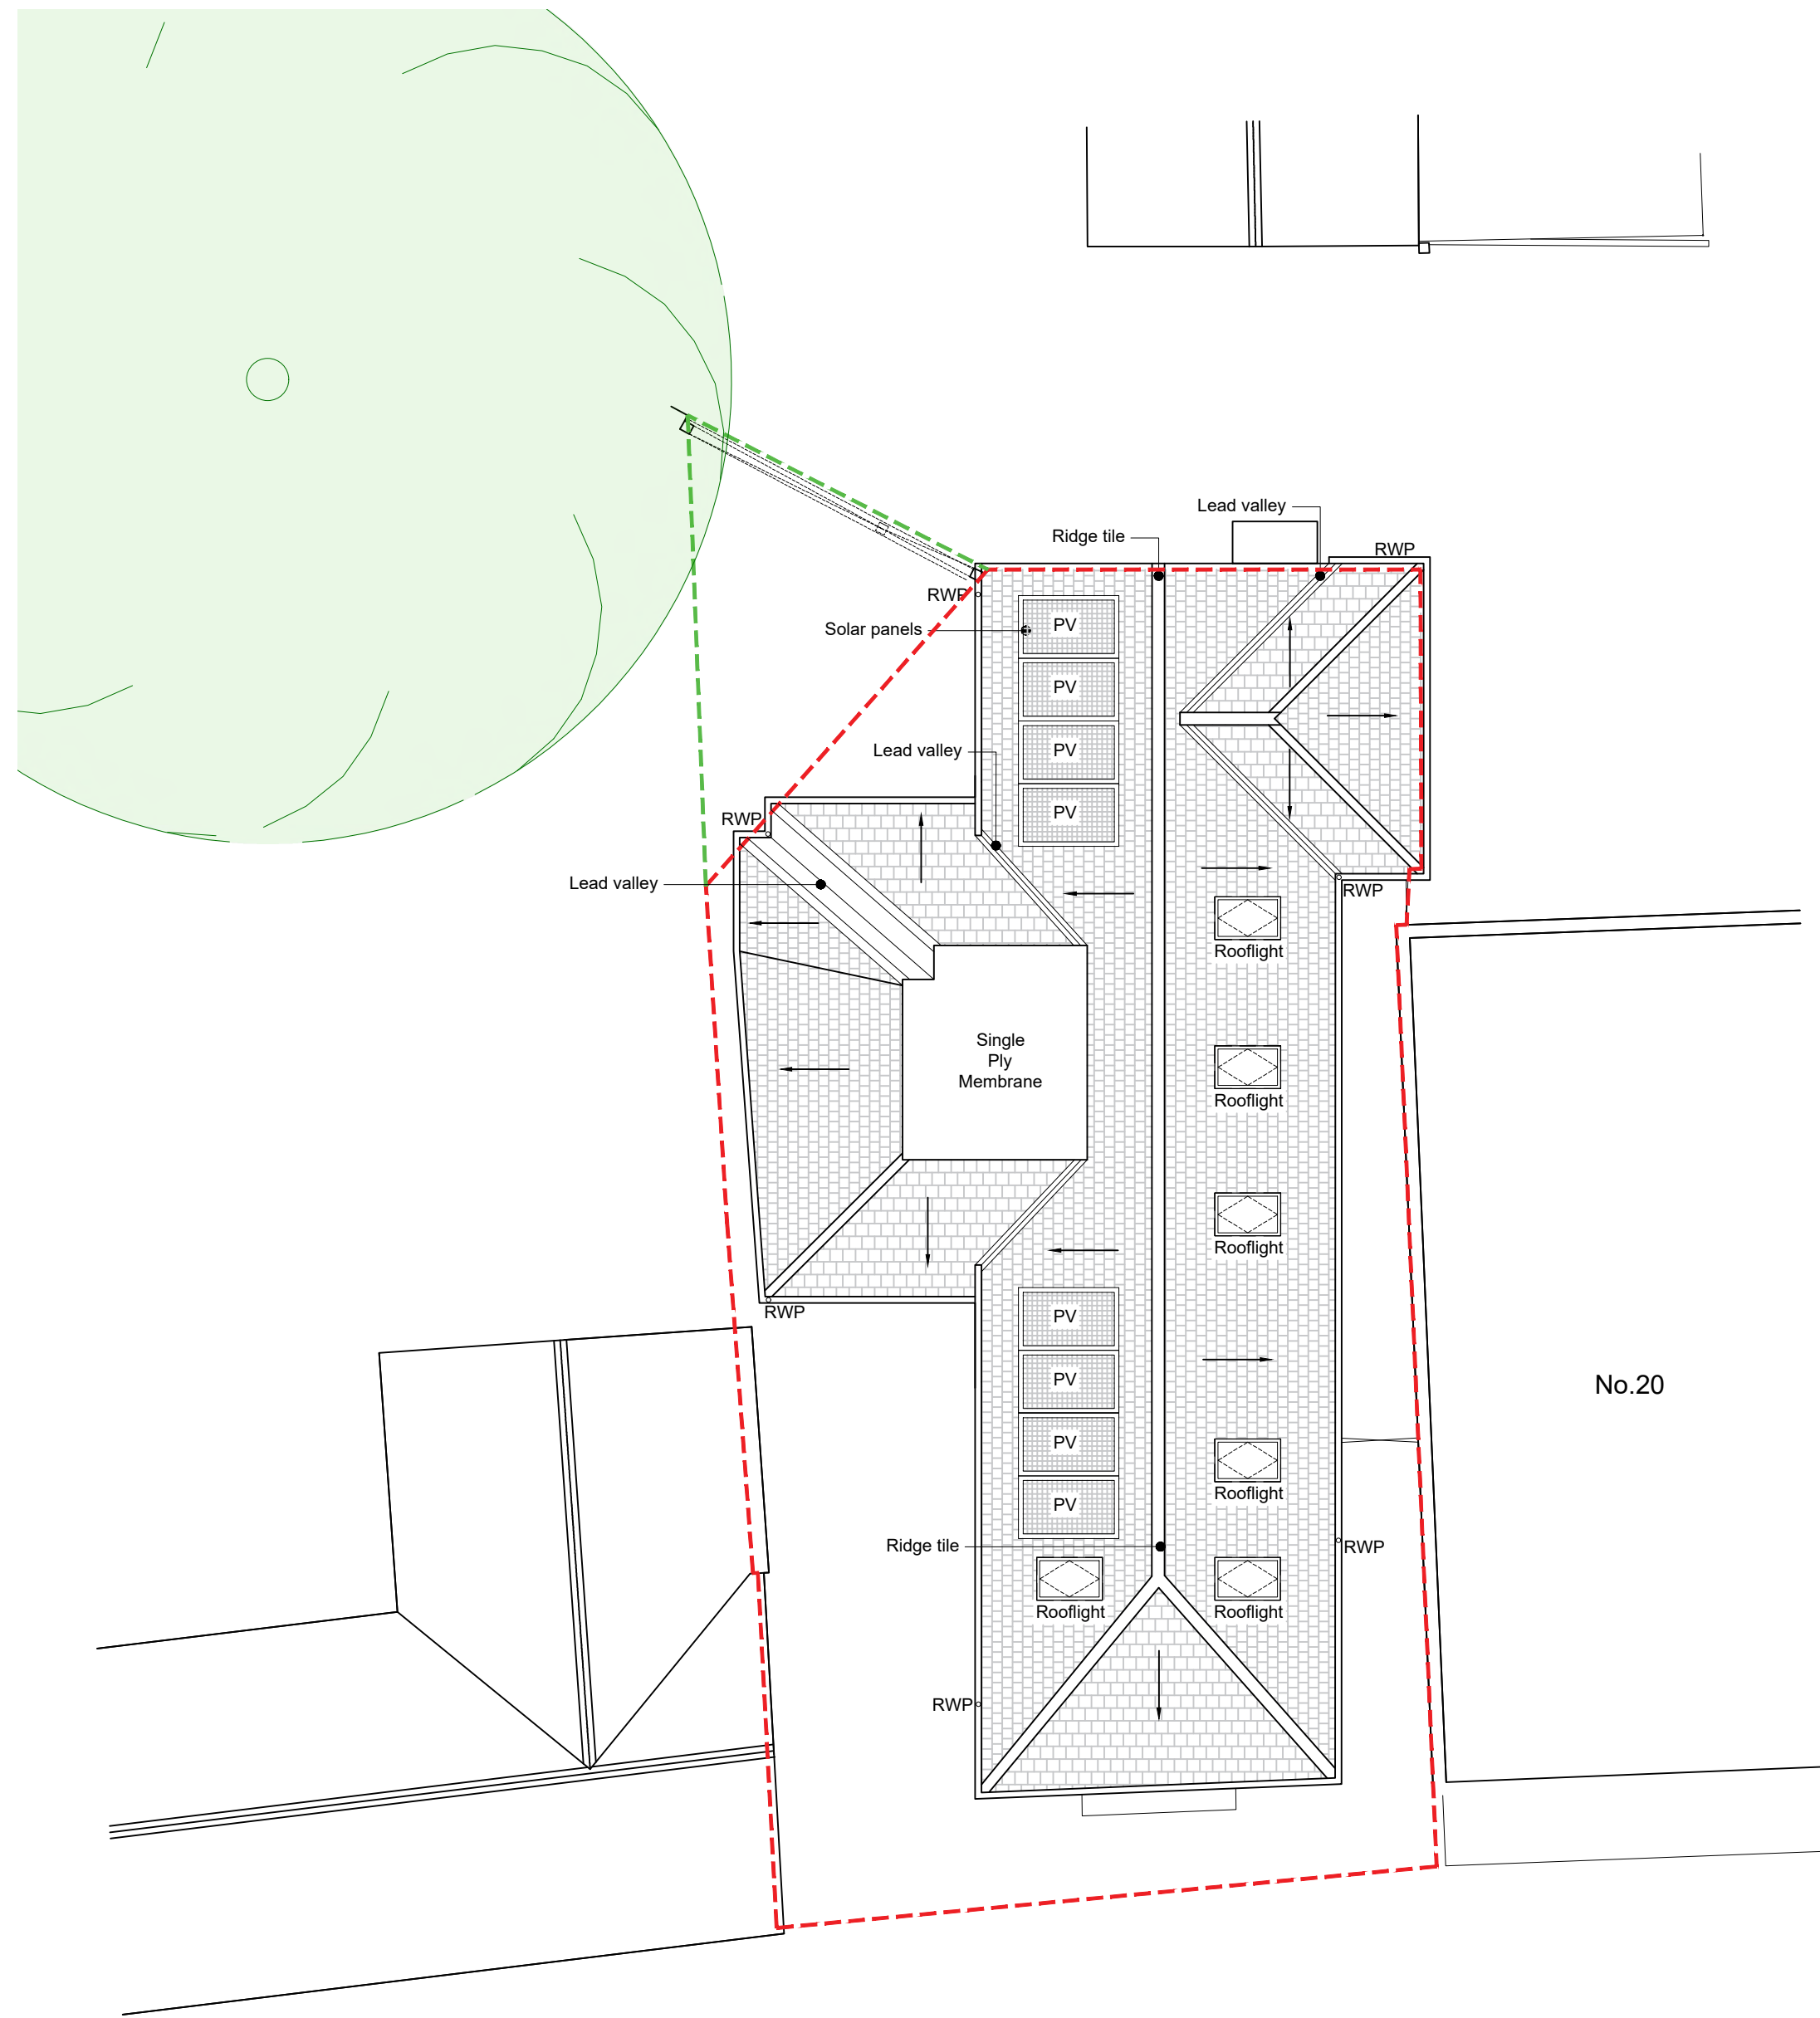 Lead valley
Ridge tile
RWP
RWP
Solar panels
PV
PV
Lead valley
PV
PV
RWP
Lead valley
RWP
Rooflight
Single
Ply
Membrane
Rooflight
Rooflight
RWP
PV
PV
No.20
PV
Rooflight
PV
Ridge tile
RWP
Rooflight
Rooflight
RWP